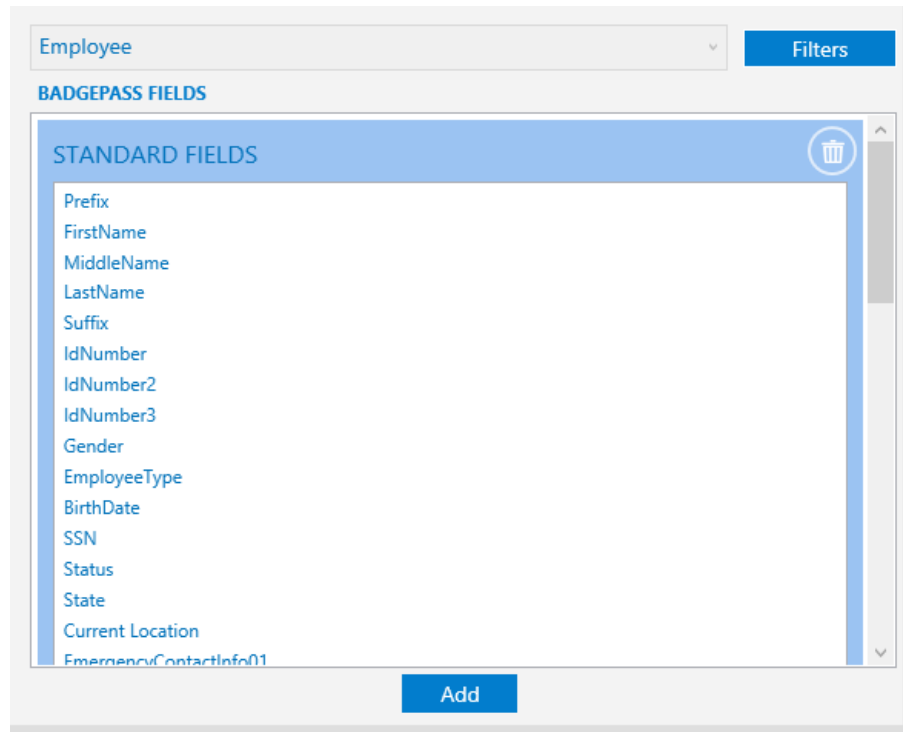 Employee
Filters
BADGEPASS FIELDS
STANDARD FIELDS
Prefix
FirstName
MiddleName
LastName
Suffix
IdNumber
IdNumber2
IdNumber3
Gender
EmployeeType
BirthDate
SSN
Status
State
Current Location
EmergencyContactInfo01
Add